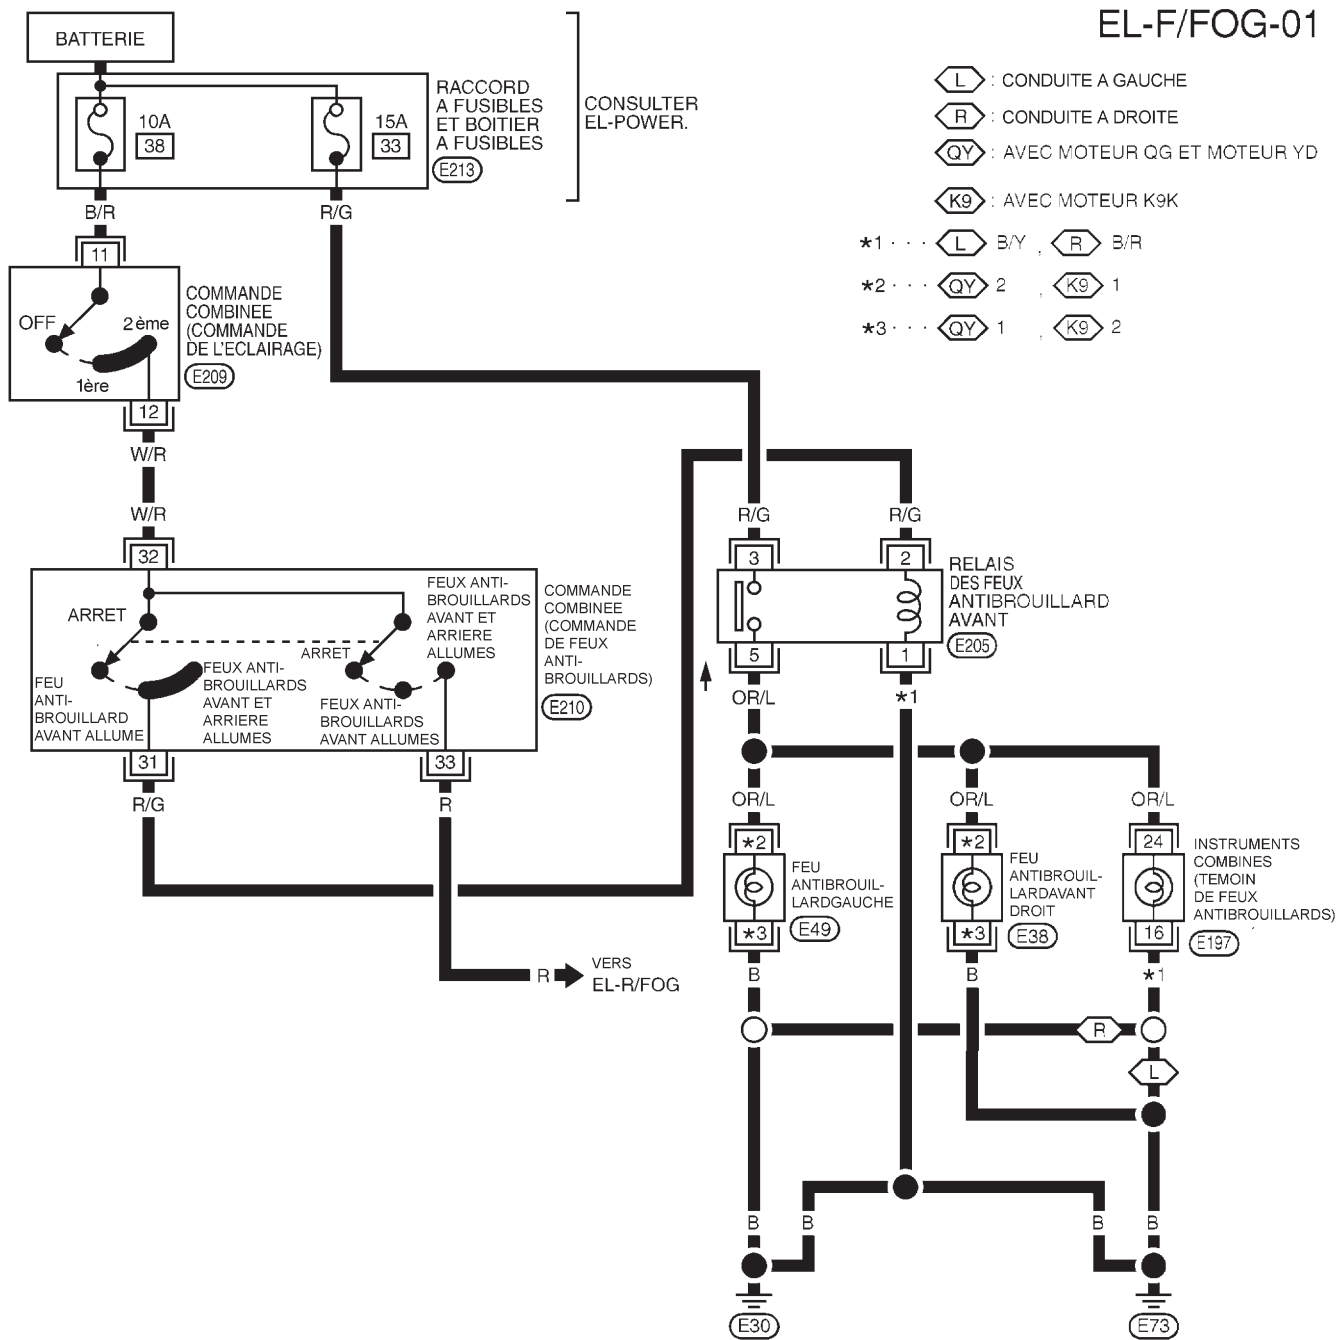 EL-F/FOG-01
BATTERIE
10A
38
15A
33
RACCORD
A FUSIBLES
ET BOITIER
A FUSIBLES
E213
CONSULTER
EL-POWER.
L : CONDUITE A GAUCHE
R : CONDUITE A DROITE
QY : AVEC MOTEUR QG ET MOTEUR YD
K9 : AVEC MOTEUR K9K
*1 · · · L B/Y , R B/R
*2 · · · QY 2 , K9 1
*3 · · · QY 1 , K9 2
B/R
R/G
11
OFF
2ème
1ère
12
COMMANDE
COMBINEE
(COMMANDE
DE L'ECLAIRAGE)
E209
W/R
W/R
32
ARRET
FEU
ANTI-
BROUILLARD
AVANT ALLUME
FEUX ANTI-
BROUILLARDS
AVANT ET
ARRIERE
ALLUMES
ARRET
FEUX ANTI-
BROUILLARDS
AVANT ALLUMES
FEUX ANTI-
BROUILLARDS
AVANT ET
ARRIERE
ALLUMES
COMMANDE
COMBINEE
(COMMANDE
DE FEUX
ANTI-
BROUILLARDS)
E210
31
33
R/G
R
R
VERS
EL-R/FOG
R/G
R/G
3
2
5
1
RELAIS
DES FEUX
ANTIBROUILLARD
AVANT
E205
OR/L
*1
OR/L
OR/L
OR/L
*2
*3
FEU
ANTIBROUIL-
LARDGAUCHE
E49
*2
*3
FEU
ANTIBROUIL-
LARDAVANT
DROIT
E38
24
16
INSTRUMENTS
COMBINES
(TEMOIN
DE FEUX
ANTIBROUILLARDS)
E197
B
B
*1
R
L
B
B
B
B
E30
E73